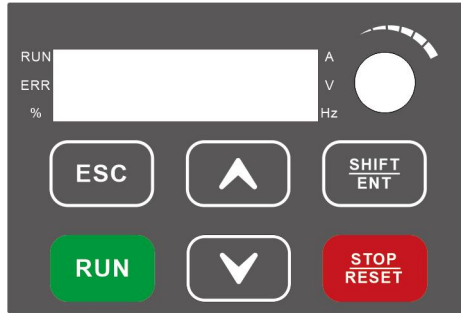 RUN
A
ERR
V
%
Hz
ESC
SHIFT
ENT
RUN
STOP
RESET